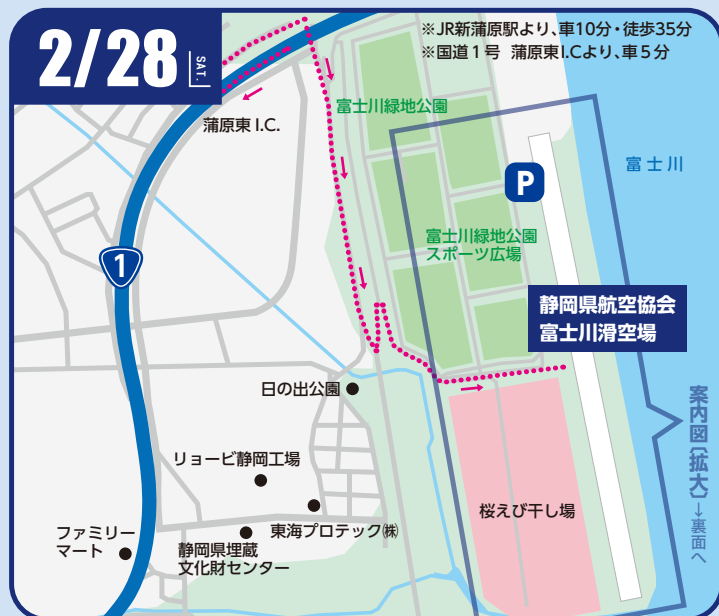 2/28 SAT.
※JR新蒲原駅より、車10分・徒歩35分
※国道1号 蒲原東I.Cより、車5分
蒲原東 I.C.
富士川緑地公園
富士川
P
富士川緑地公園
スポーツ広場
1
静岡県航空協会
富士川滑空場
日の出公園
案内図〔拡大〕→裏面へ
リョービ静岡工場
桜えび干し場
東海プロテック㈱
ファミリー
マート
静岡県埋蔵
文化財センター